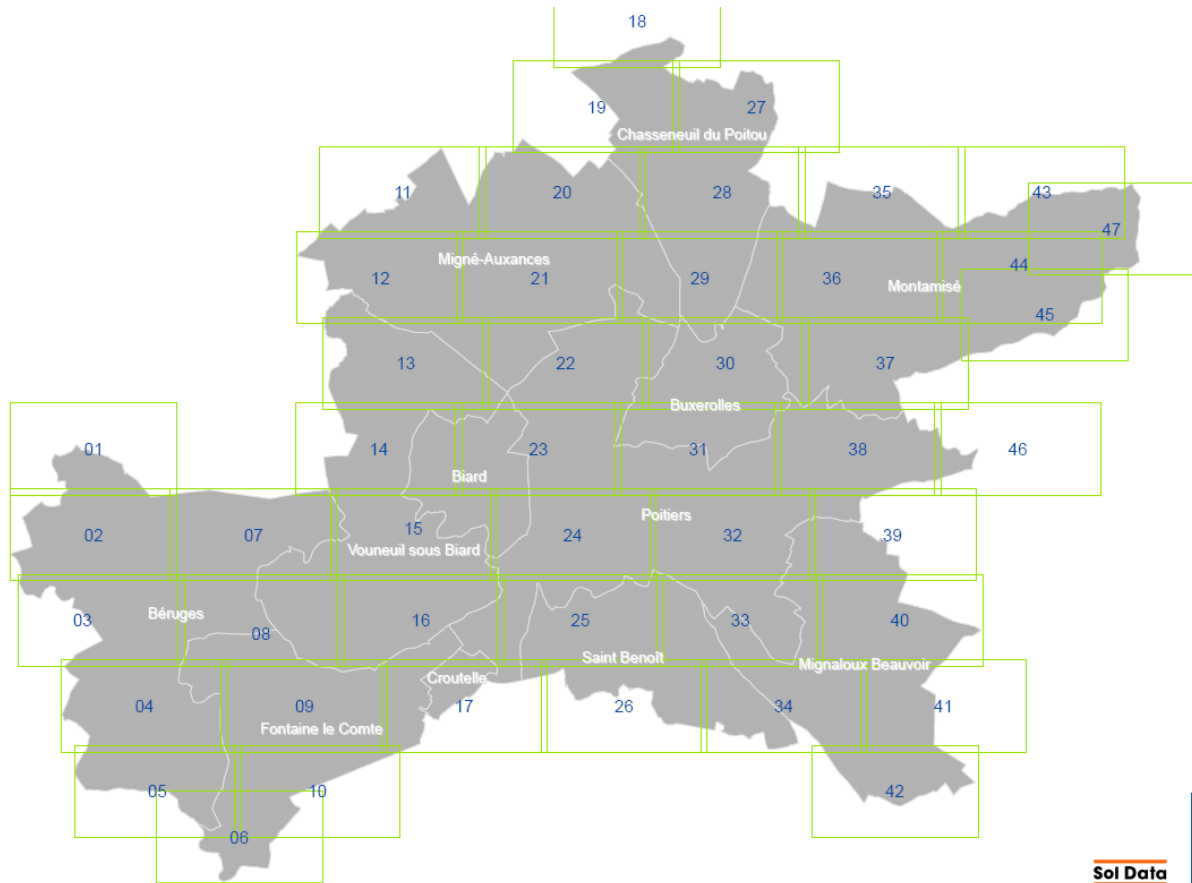 18
19 27
Chasseneuil du Poitou
11 20 28 35 43
47
Migné-Auxances
44
12 21 29 36
Montamisé
45
13 22 30 37
Buxerolles
01 14 23 31 38 46
Biard
Poitiers
02 07 15 24 32 39
Vouneuil sous Biard
Béruges
03 08 16 25 33 40
Saint Benoît
Mignaloux Beauvoir
Croutelle
04 09 17 26 34 41
Fontaine le Comte
05 10 42
06
Sol Data